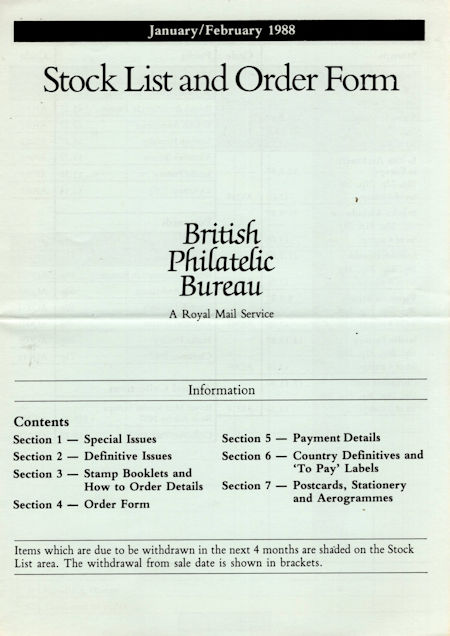 January/February 1988
Stock List and Order Form
British
Philatelic
Bureau
A Royal Mail Service
Information
Contents
Section 1 — Special Issues
Section 2 — Definitive Issues
Section 3 — Stamp Booklets and
How to Order Details
Section 4 — Order Form
Section 5 — Payment Details
Section 6 — Country Definitives and
'To Pay' Labels
Section 7 — Postcards, Stationery
and Aerogrammes
Items which are due to be withdrawn in the next 4 months are shaded on the Stock
List area. The withdrawal from sale date is shown in brackets.